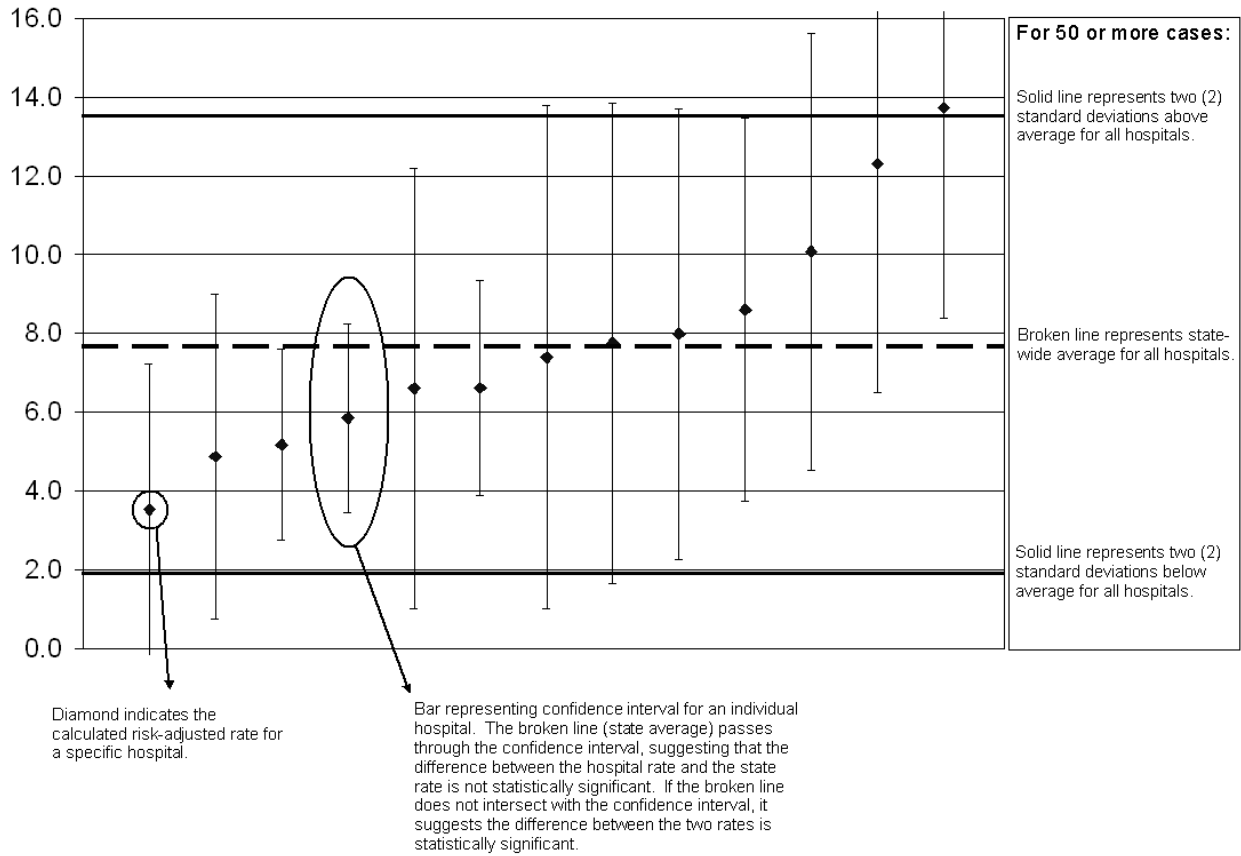 16.0
14.0
12.0
10.0
8.0
6.0
4.0
2.0
0.0
For 50 or more cases:
Solid line represents two (2)
standard deviations above
average for all hospitals.
Broken line represents state-
wide average for all hospitals.
Solid line represents two (2)
standard deviations below
average for all hospitals.
Diamond indicates the
calculated risk-adjusted rate for
a specific hospital.
Bar representing confidence interval for an individual
hospital. The broken line (state average) passes
through the confidence interval, suggesting that the
difference between the hospital rate and the state
rate is not statistically significant. If the broken line
does not intersect with the confidence interval, it
suggests the difference between the two rates is
statistically significant.